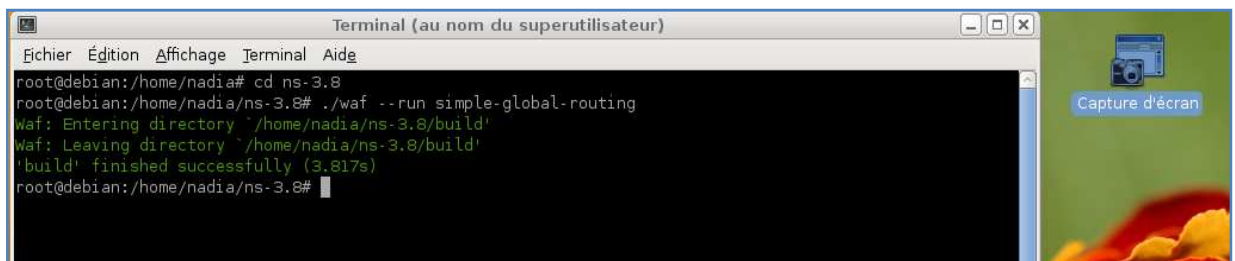 Terminal (au nom du superutilisateur)
Fichier Édition Affichage Terminal Aide
root@debian:/home/nadia# cd ns-3.8
root@debian:/home/nadia/ns-3.8# ./waf --run simple-global-routing
Waf: Entering directory `/home/nadia/ns-3.8/build'
Waf: Leaving directory `/home/nadia/ns-3.8/build'
'build' finished successfully (3.817s)
root@debian:/home/nadia/ns-3.8#
Capture d'écran